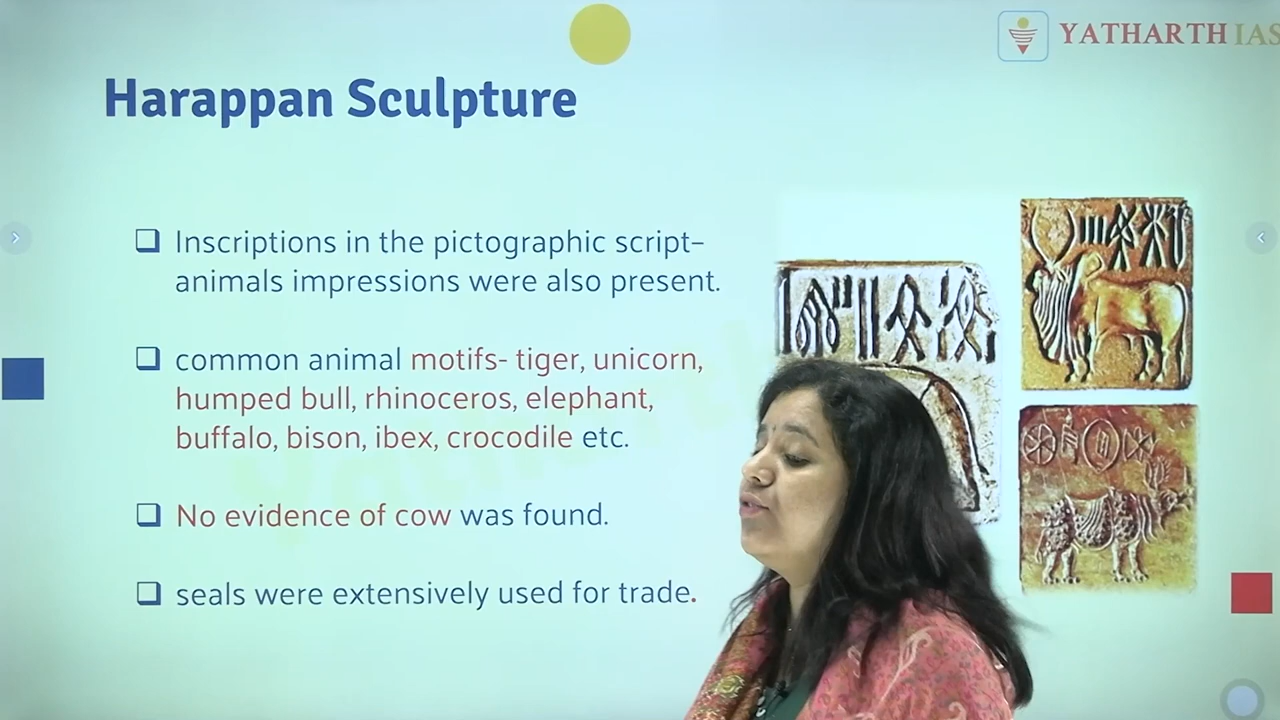 YATHARTH IAS
Harappan Sculpture
Inscriptions in the pictographic script–
animals impressions were also present.
common animal motifs- tiger, unicorn,
humped bull, rhinoceros, elephant,
buffalo, bison, ibex, crocodile etc.
No evidence of cow was found.
seals were extensively used for trade.